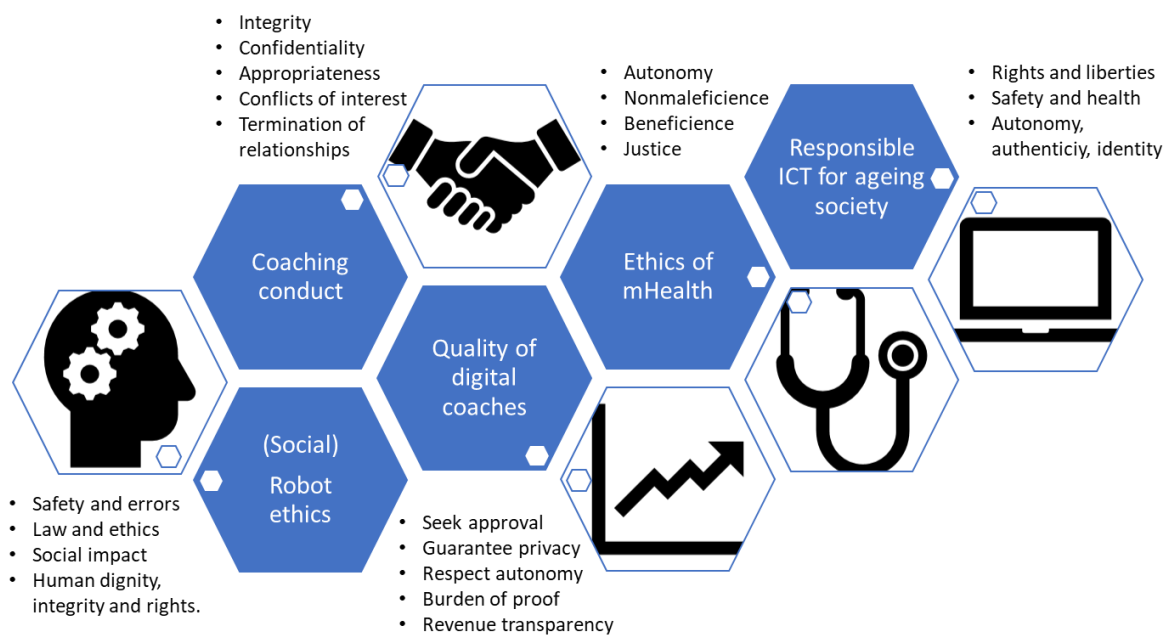 • Integrity
• Confidentiality
• Appropriateness
• Conflicts of interest
• Termination of
relationships
Coaching
conduct
• Autonomy
• Nonmaleficience
• Beneficience
• Justice
Ethics of
mHealth
• Rights and liberties
• Safety and health
• Autonomy,
authenticiy, identity
Responsible
ICT for ageing
society
Quality of
digital
coaches
• Seek approval
• Guarantee privacy
• Respect autonomy
• Burden of proof
• Revenue transparency
(Social)
Robot
ethics
• Safety and errors
• Law and ethics
• Social impact
• Human dignity,
integrity and rights.